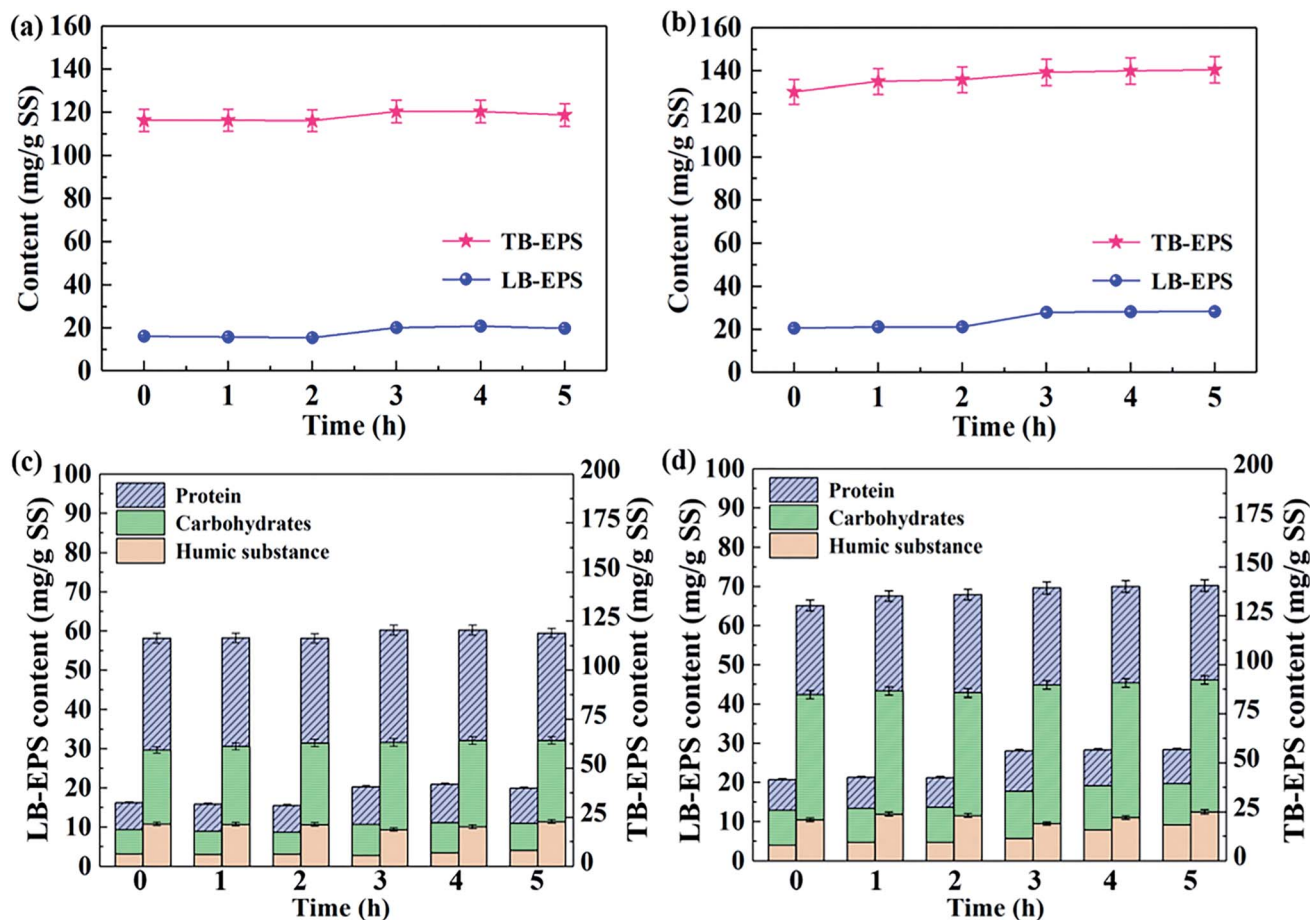 (a)
160
140
120
100
80
60
40
20
0
Content (mg/g SS)
TB-EPS
LB-EPS
0 1 2 3 4 5
Time (h)
(b)
160
140
120
100
80
60
40
20
0
Content (mg/g SS)
TB-EPS
LB-EPS
0 1 2 3 4 5
Time (h)
(c)
100
90
80
70
60
50
40
30
20
10
0
LB-EPS content (mg/g SS)
Protein
Carbohydrates
Humic substance
200
175
150
125
100
75
50
25
0
TB-EPS content (mg/g SS)
0 1 2 3 4 5
Time (h)
(d)
100
90
80
70
60
50
40
30
20
10
0
LB-EPS content (mg/g SS)
Protein
Carbohydrates
Humic substance
200
175
150
125
100
75
50
25
0
TB-EPS content (mg/g SS)
0 1 2 3 4 5
Time (h)